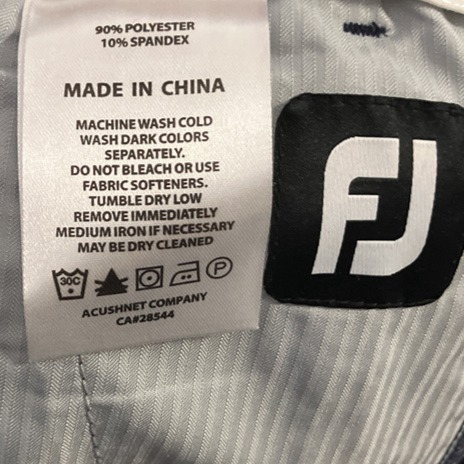 90% POLYESTER
10% SPANDEX
MADE IN CHINA
MACHINE WASH COLD
WASH DARK COLORS
SEPARATELY.
DO NOT BLEACH OR USE
FABRIC SOFTENERS.
TUMBLE DRY LOW
REMOVE IMMEDIATELY
MEDIUM IRON IF NECESSARY
MAY BE DRY CLEANED
30C P
ACUSHNET COMPANY
CA#28544
FJ